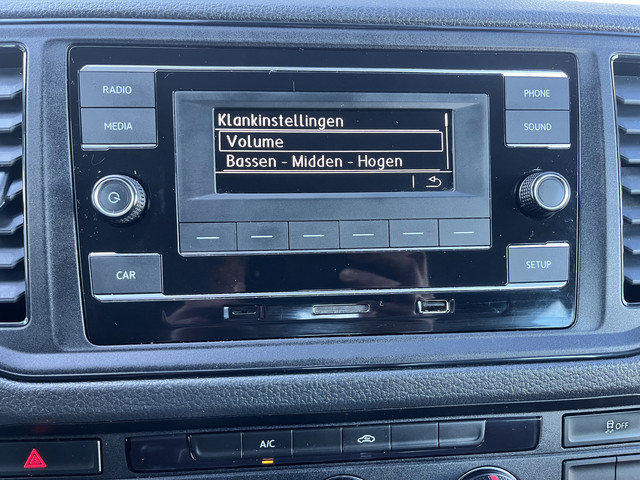 RADIO
PHONE
MEDIA
SOUND
Klankinstellingen
Volume
Bassen - Midden - Hogen
CAR
SETUP
A/C
OFF